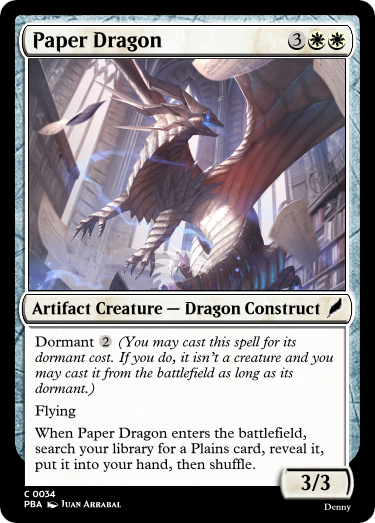 Paper Dragon 3
Artifact Creature — Dragon Construct
Dormant 2 (You may cast this spell for its
dormant cost. If you do, it isn't a creature and you
may cast it from the battlefield as long as its
dormant.)
Flying
When Paper Dragon enters the battlefield,
search your library for a Plains card, reveal it,
put it into your hand, then shuffle.
3/3
C 0034
PBA Juan Arrabal
Denny